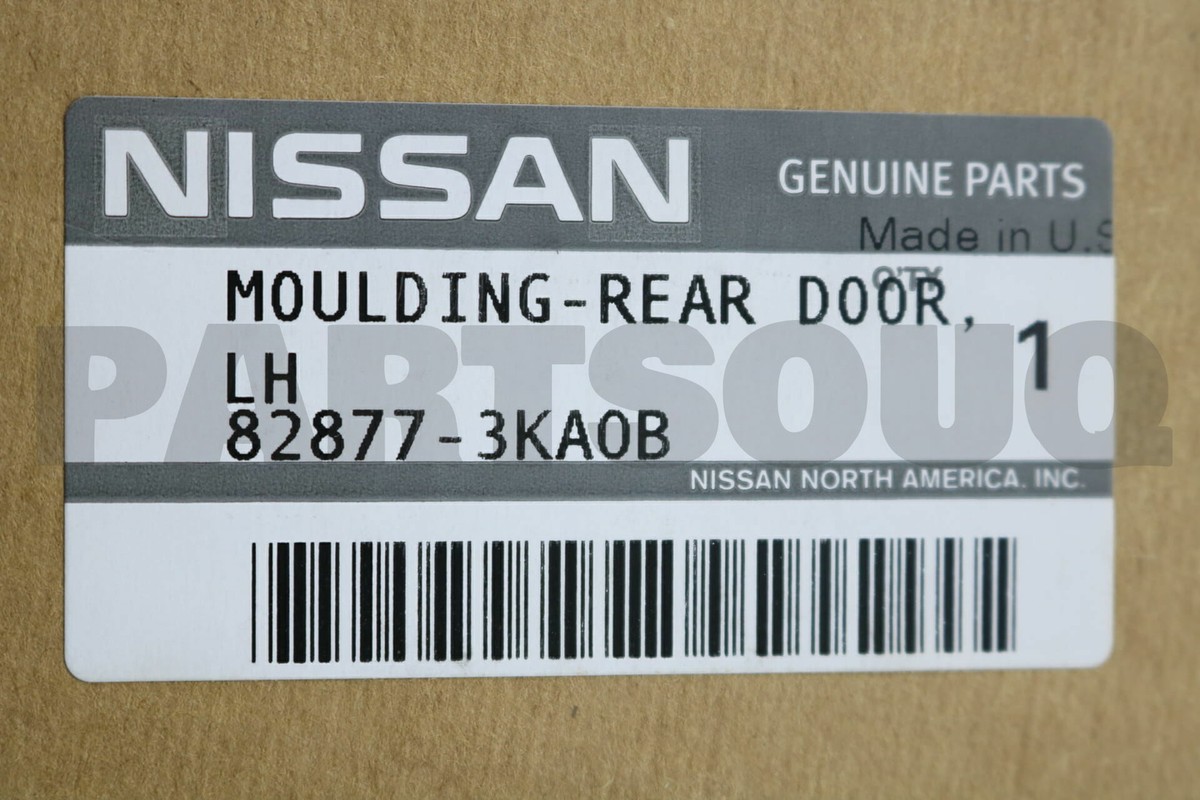 NISSAN
GENUINE PARTS
Made in U.S
Q'TY
MOULDING-REAR DOOR,
1
LH
82877-3KA0B
PARTSOUQ
NISSAN NORTH AMERICA. INC.